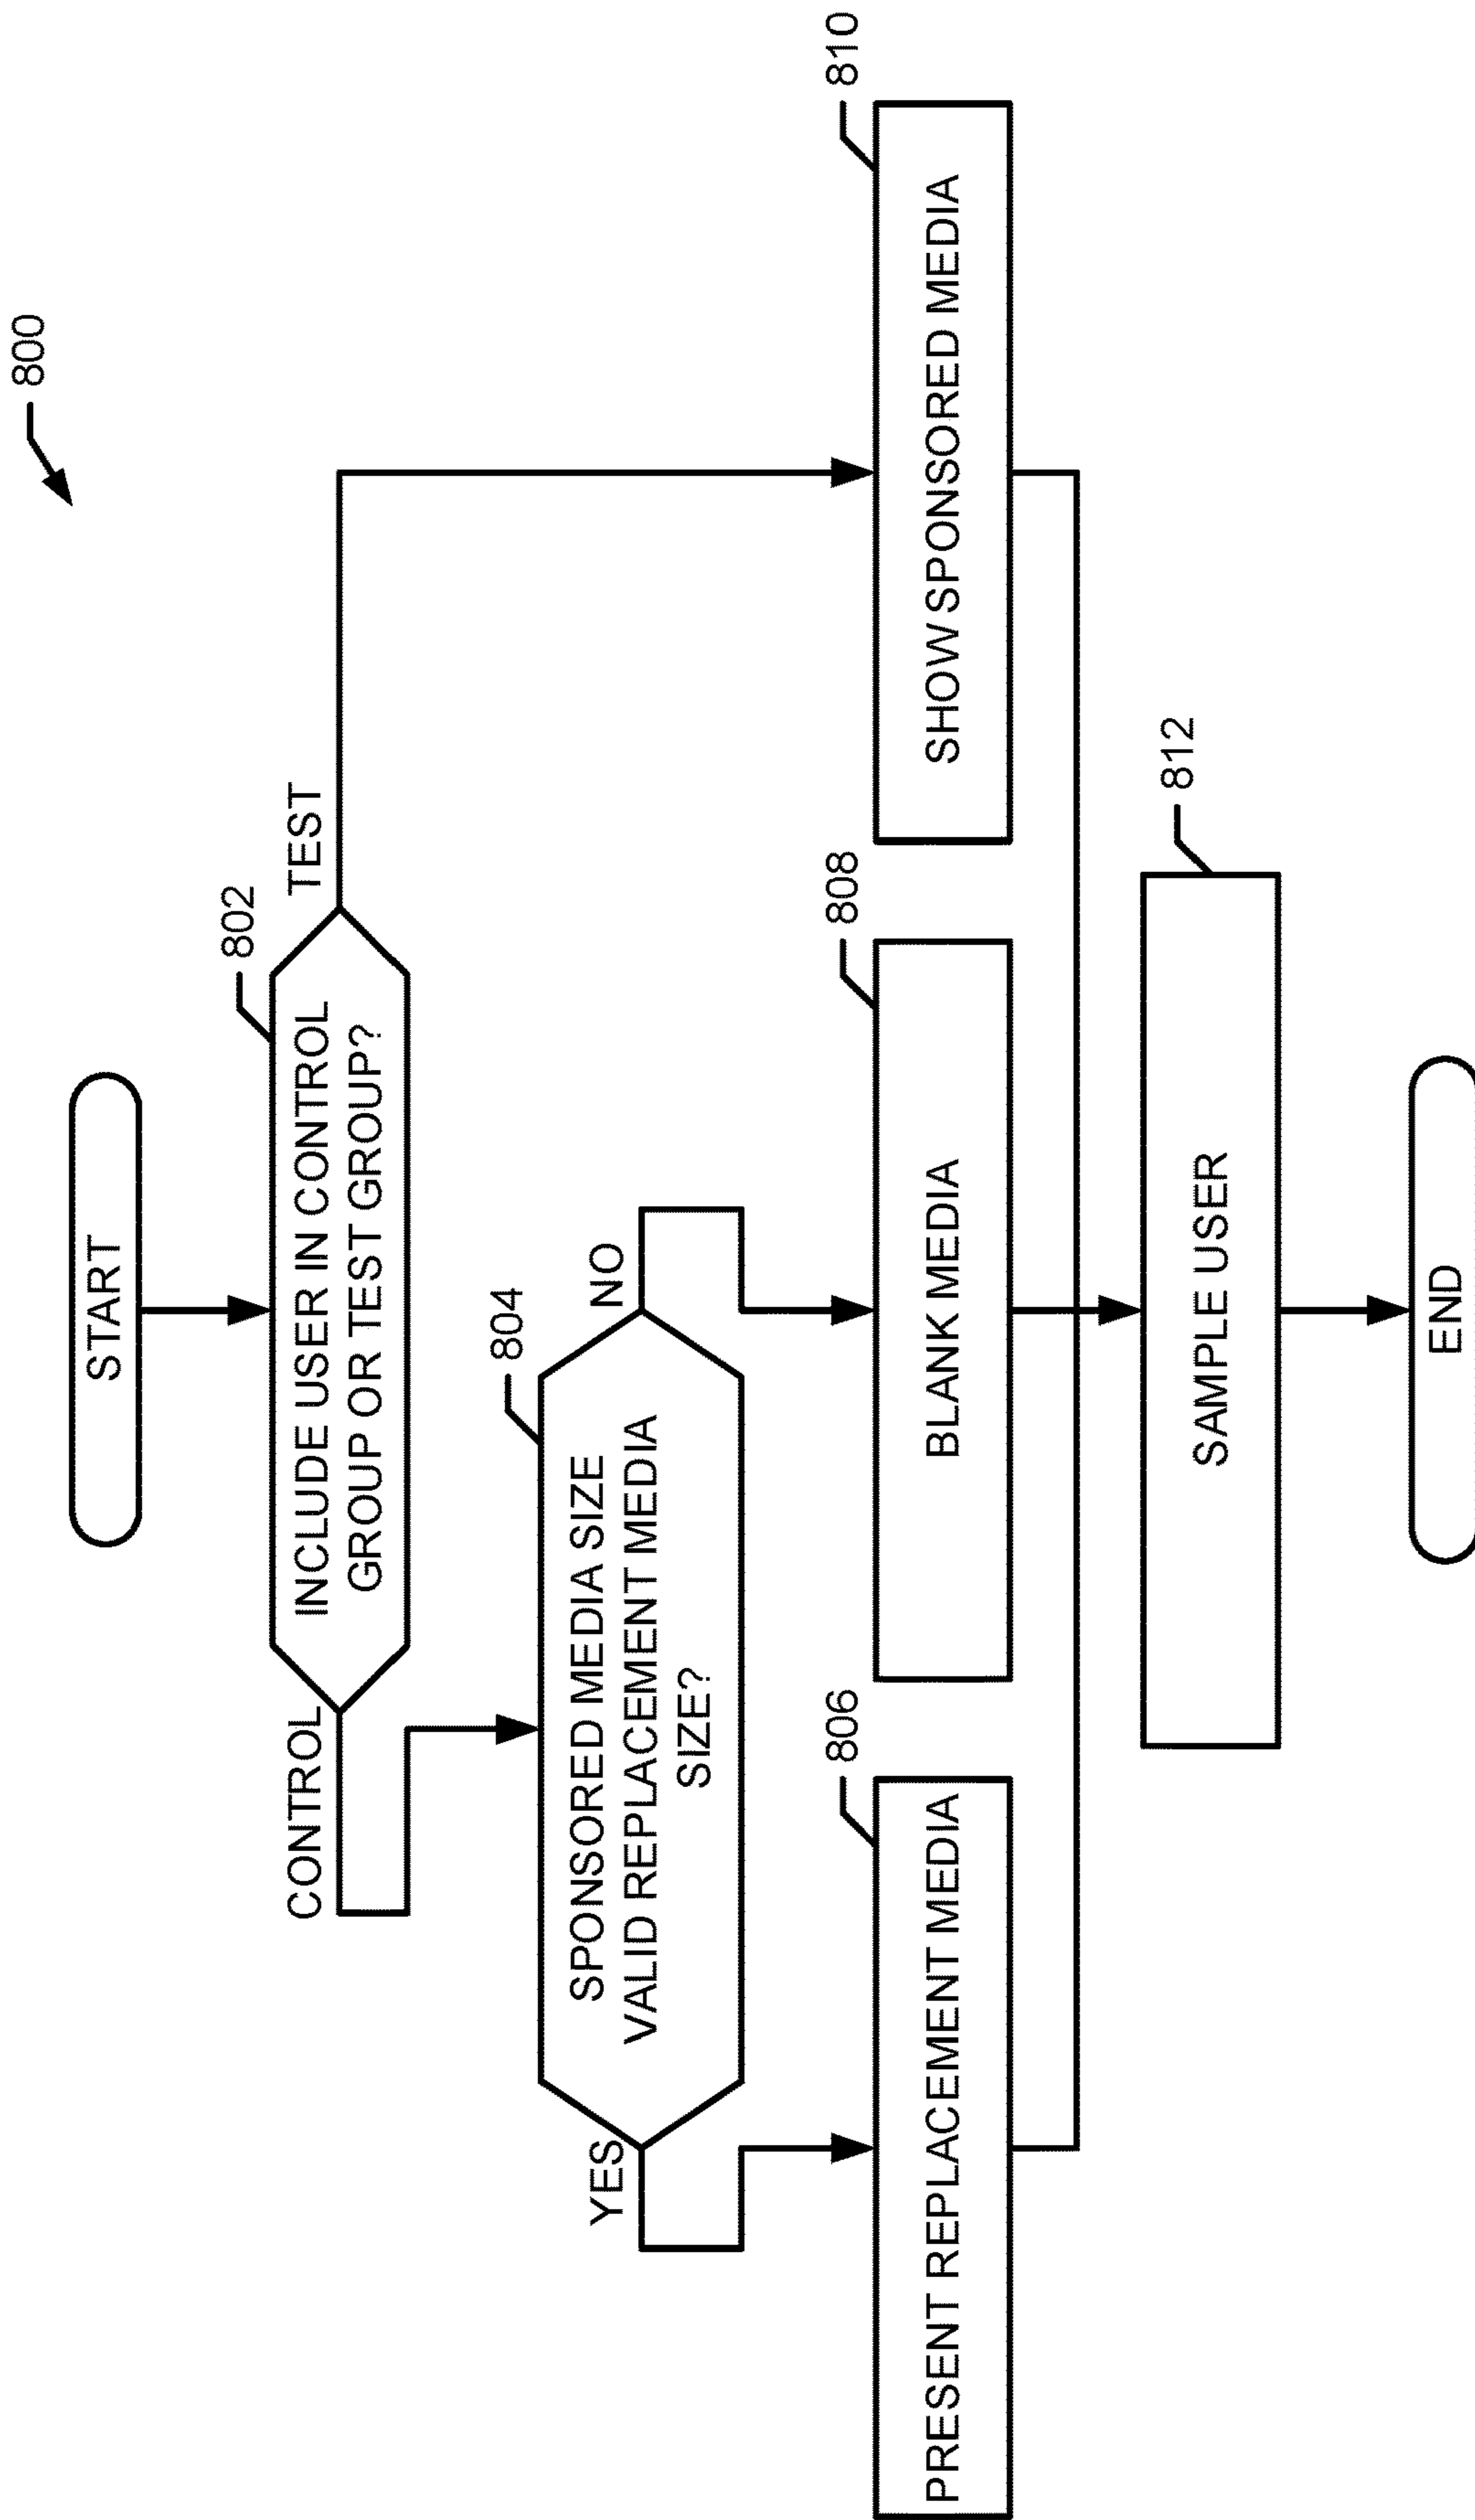 800
START
802
INCLUDE USER IN CONTROL
GROUP OR TEST GROUP?
CONTROL
TEST
804
SPONSORED MEDIA SIZE
VALID REPLACEMENT MEDIA
SIZE?
YES
NO
806
PRESENT REPLACEMENT MEDIA
808
BLANK MEDIA
810
SHOW SPONSORED MEDIA
812
SAMPLE USER
END